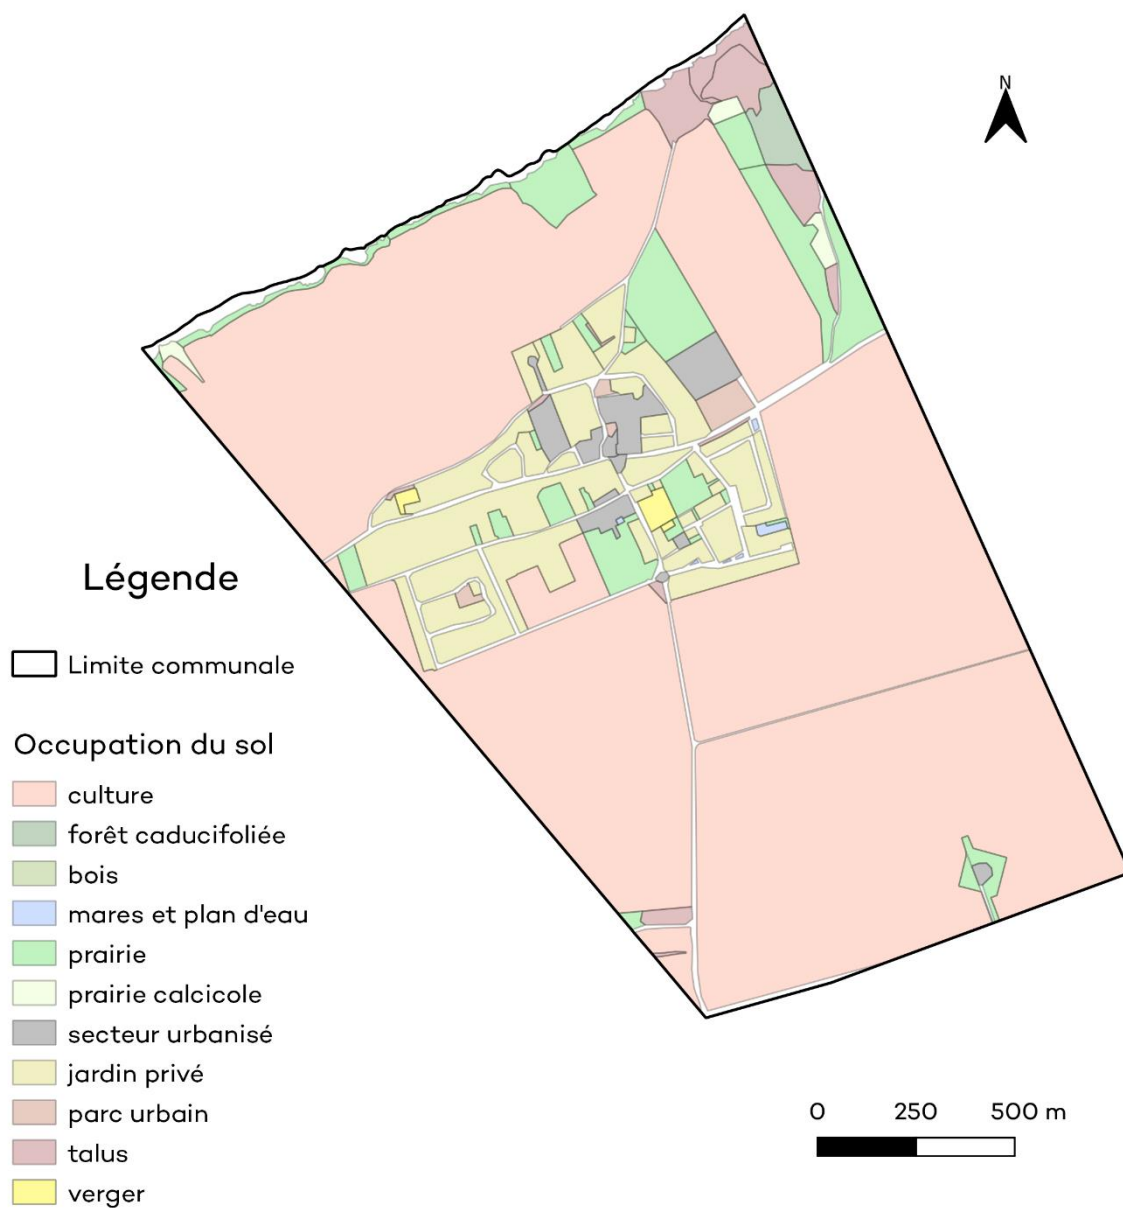 N
Légende
Limite communale
Occupation du sol
culture
forêt caducifoliée
bois
mares et plan d'eau
prairie
prairie calcicole
secteur urbanisé
jardin privé
parc urbain
talus
verger
0 250 500 m